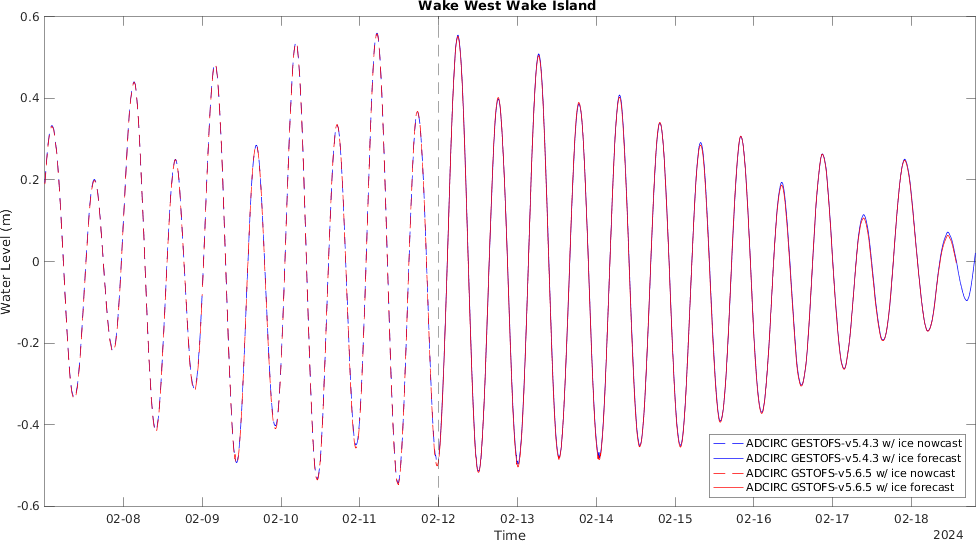 Wake West Wake Island
0.6
0.4
0.2
0
-0.2
-0.4
-0.6
Water Level (m)
ADCIRC GESTOFS-v5.4.3 w/ ice nowcast
ADCIRC GESTOFS-v5.4.3 w/ ice forecast
ADCIRC GSTOFS-v5.6.5 w/ ice nowcast
ADCIRC GSTOFS-v5.6.5 w/ ice forecast
02-08 02-09 02-10 02-11 02-12 02-13 02-14 02-15 02-16 02-17 02-18
Time
2024